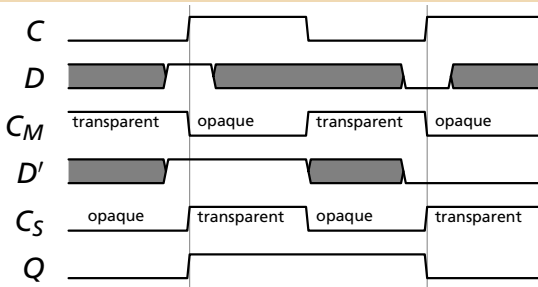 C
D
C_M transparent opaque transparent opaque
D'
C_S opaque transparent opaque transparent
Q